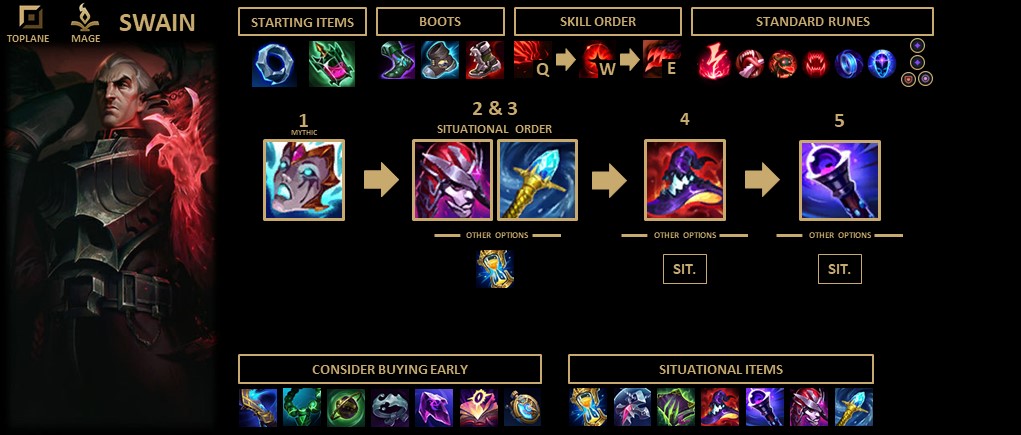 SWAIN
TOPLANE
MAGE
STARTING ITEMS
BOOTS
SKILL ORDER
STANDARD RUNES
Q
W
E
1
MYTHIC
2 & 3
SITUATIONAL ORDER
4
5
OTHER OPTIONS
OTHER OPTIONS
OTHER OPTIONS
SIT.
SIT.
CONSIDER BUYING EARLY
SITUATIONAL ITEMS